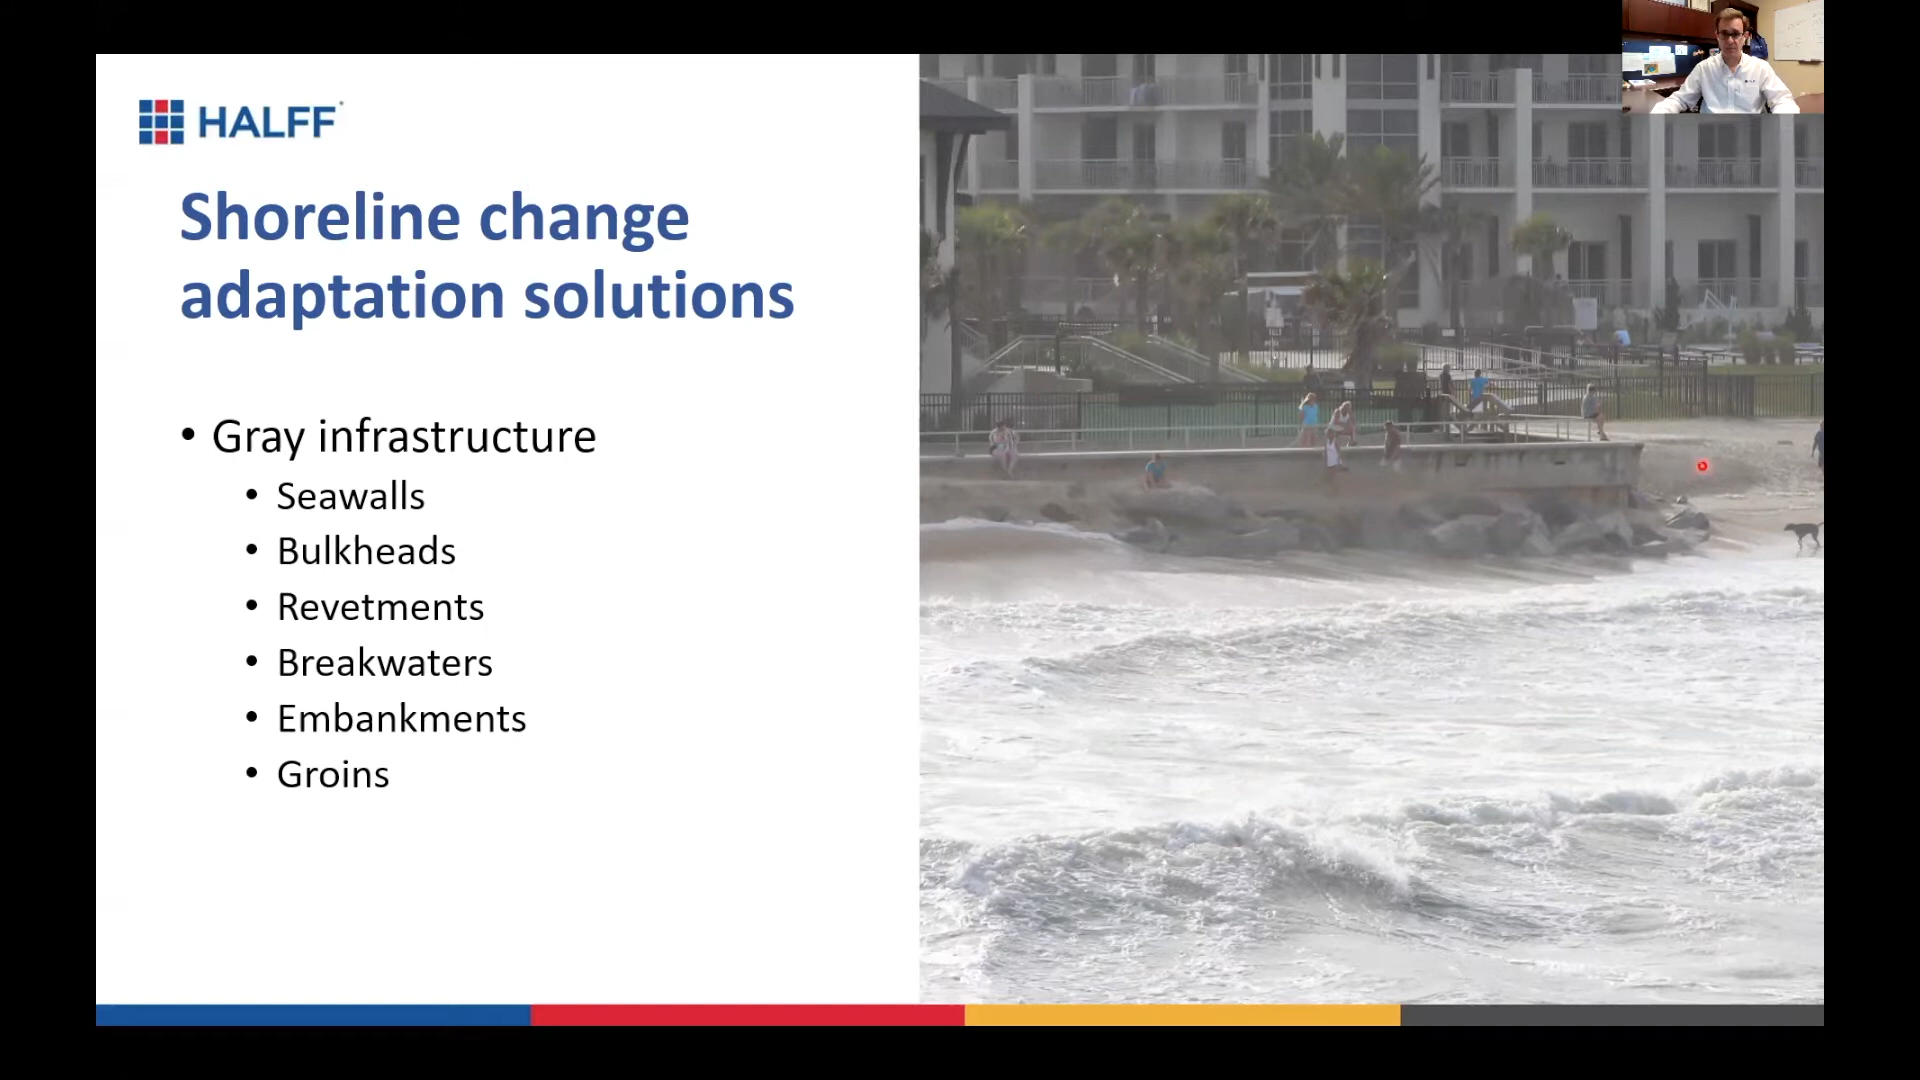 HALFF
Shoreline change
adaptation solutions
• Gray infrastructure
• Seawalls
• Bulkheads
• Revetments
• Breakwaters
• Embankments
• Groins